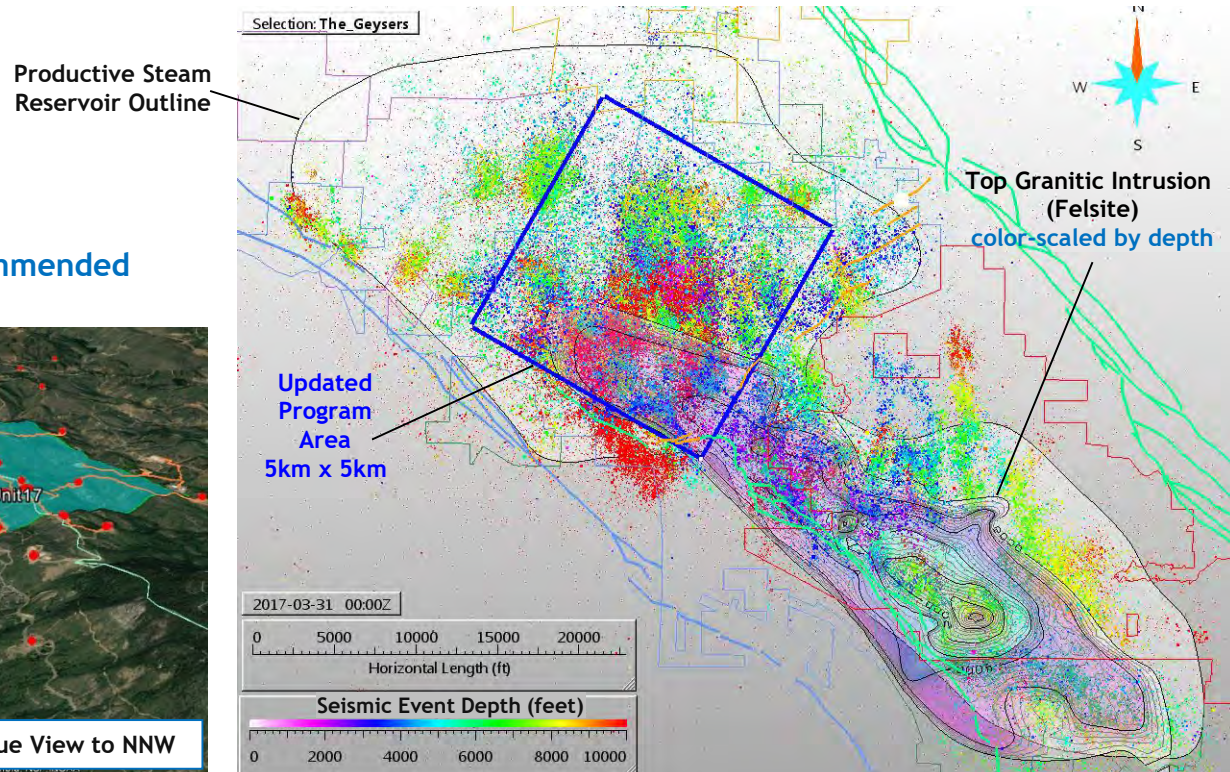 Selection: The_Geysers
Productive Steam
Reservoir Outline
N
W
E
S
Top Granitic Intrusion
(Felsite)
color-scaled by depth
mmended
Updated
Program
Area
5km x 5km
Unit17
ue View to NNW
2017-03-31 00:00Z
0 5000 10000 15000 20000
Horizontal Length (ft)
Seismic Event Depth (feet)
0 2000 4000 6000 8000 10000